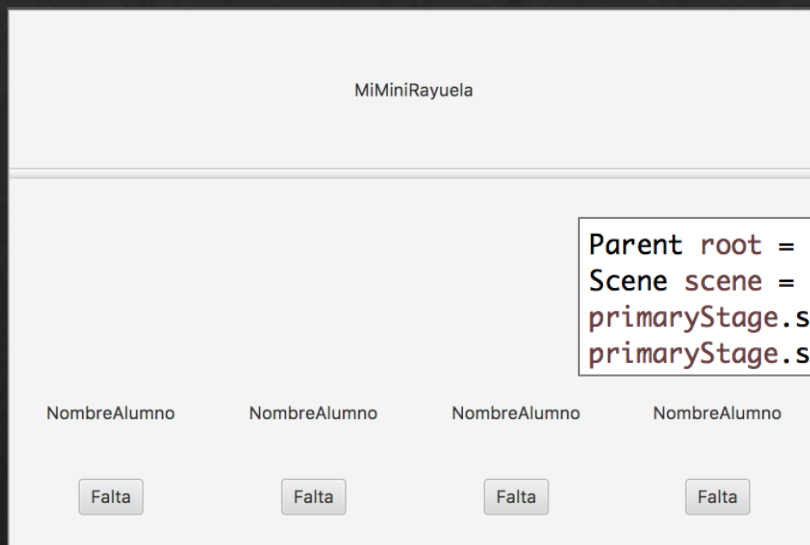 MiMiniRayuela
Parent root =
Scene scene =
primaryStage.s
primaryStage.s
NombreAlumno NombreAlumno NombreAlumno NombreAlumno
Falta Falta Falta Falta